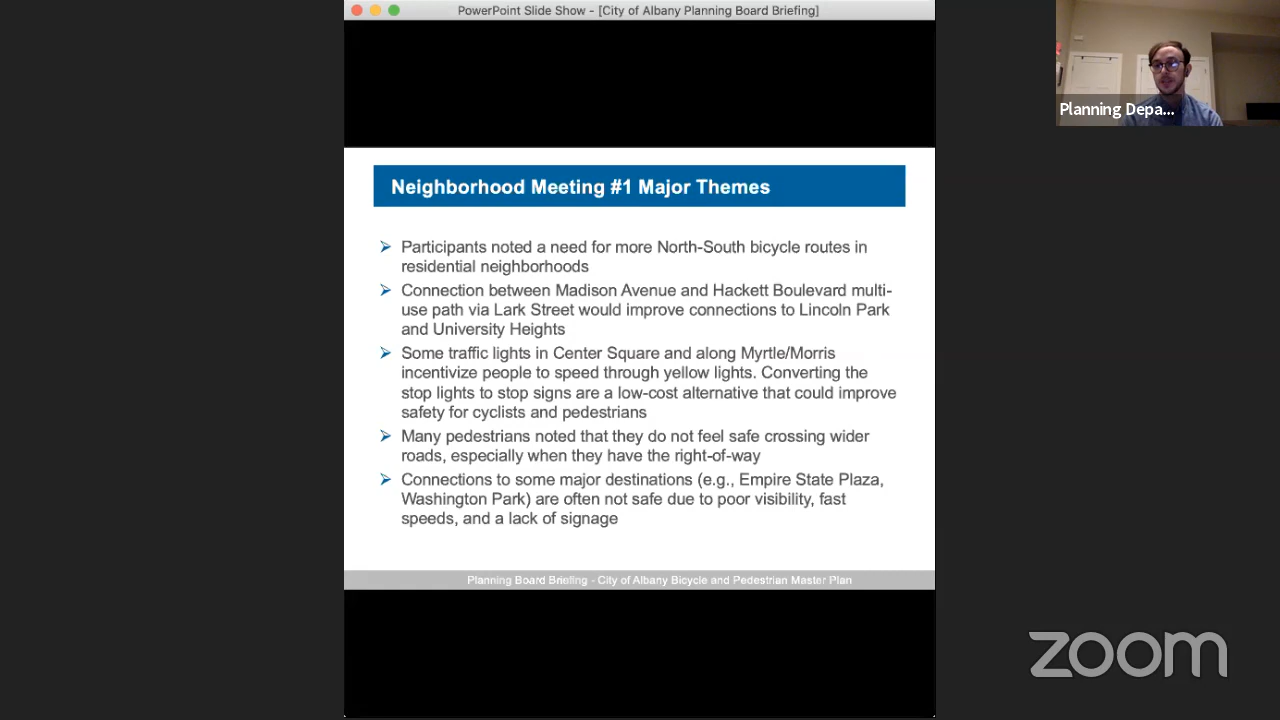 PowerPoint Slide Show - [City of Albany Planning Board Briefing]
Planning Depa...
Neighborhood Meeting #1 Major Themes
Participants noted a need for more North-South bicycle routes in
residential neighborhoods
Connection between Madison Avenue and Hackett Boulevard multi-
use path via Lark Street would improve connections to Lincoln Park
and University Heights
Some traffic lights in Center Square and along Myrtle/Morris
incentivize people to speed through yellow lights. Converting the
stop lights to stop signs are a low-cost alternative that could improve
safety for cyclists and pedestrians
Many pedestrians noted that they do not feel safe crossing wider
roads, especially when they have the right-of-way
Connections to some major destinations (e.g., Empire State Plaza,
Washington Park) are often not safe due to poor visibility, fast
speeds, and a lack of signage
Planning Board Briefing - City of Albany Bicycle and Pedestrian Master Plan
zoom